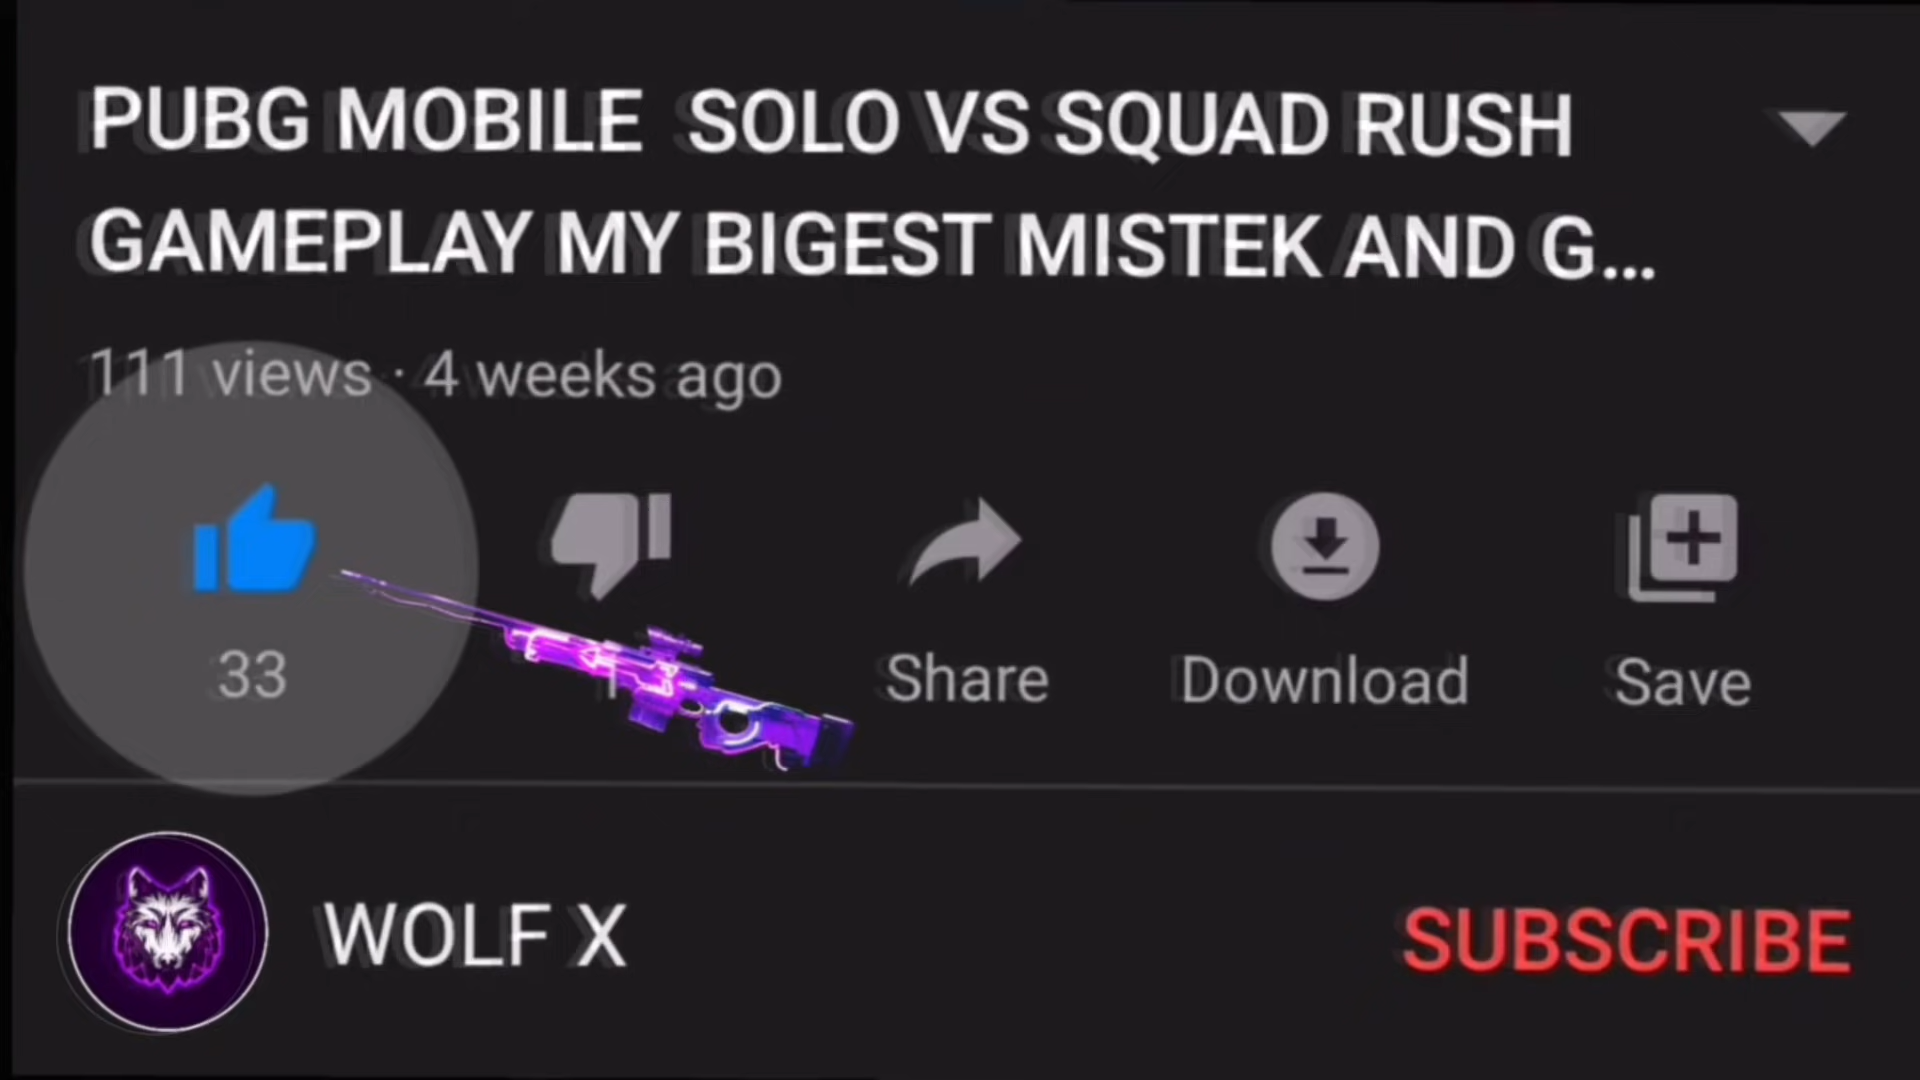 PUBG MOBILE SOLO VS SQUAD RUSH
GAMEPLAY MY BIGEST MISTEK AND G...
111 views · 4 weeks ago
33
Share
Download
Save
WOLF X
SUBSCRIBE